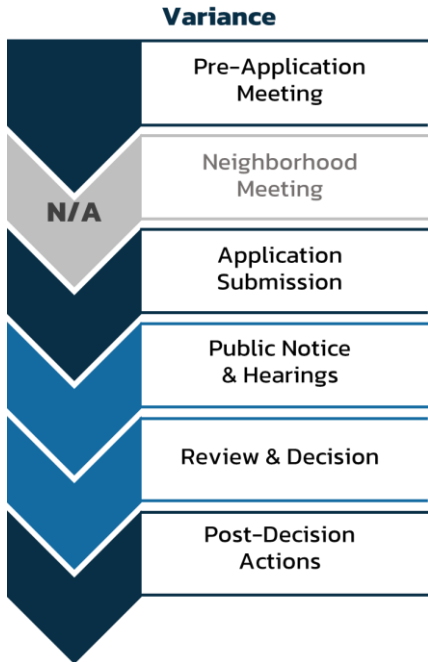 Variance
Pre-Application
Meeting
N/A
Neighborhood
Meeting
Application
Submission
Public Notice
& Hearings
Review & Decision
Post-Decision
Actions